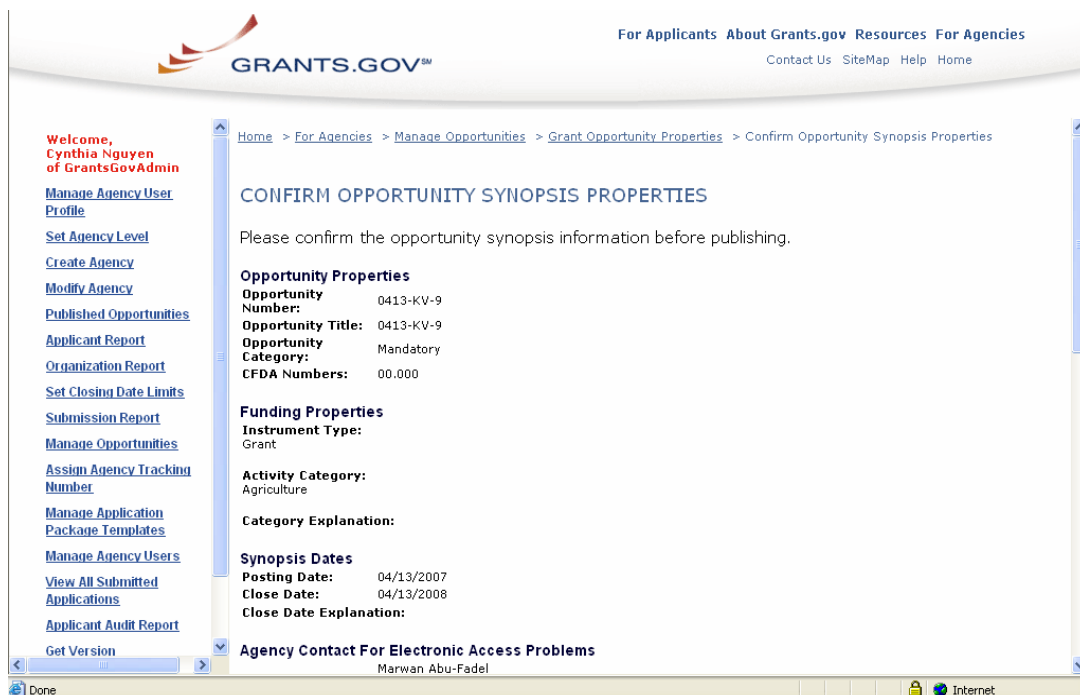 GRANTS.GOV℠
For Applicants About Grants.gov Resources For Agencies
Contact Us SiteMap Help Home
Welcome,
Cynthia Nguyen
of GrantsGovAdmin
Manage Agency User
Profile
Set Agency Level
Create Agency
Modify Agency
Published Opportunities
Applicant Report
Organization Report
Set Closing Date Limits
Submission Report
Manage Opportunities
Assign Agency Tracking
Number
Manage Application
Package Templates
Manage Agency Users
View All Submitted
Applications
Applicant Audit Report
Get Version
Home > For Agencies > Manage Opportunities > Grant Opportunity Properties > Confirm Opportunity Synopsis Properties
CONFIRM OPPORTUNITY SYNOPSIS PROPERTIES
Please confirm the opportunity synopsis information before publishing.
Opportunity Properties
Opportunity
Number: 0413-KV-9
Opportunity Title: 0413-KV-9
Opportunity
Category: Mandatory
CFDA Numbers: 00.000
Funding Properties
Instrument Type:
Grant
Activity Category:
Agriculture
Category Explanation:
Synopsis Dates
Posting Date: 04/13/2007
Close Date: 04/13/2008
Close Date Explanation:
Agency Contact For Electronic Access Problems
Marwan Abu-Fadel
Done
Internet